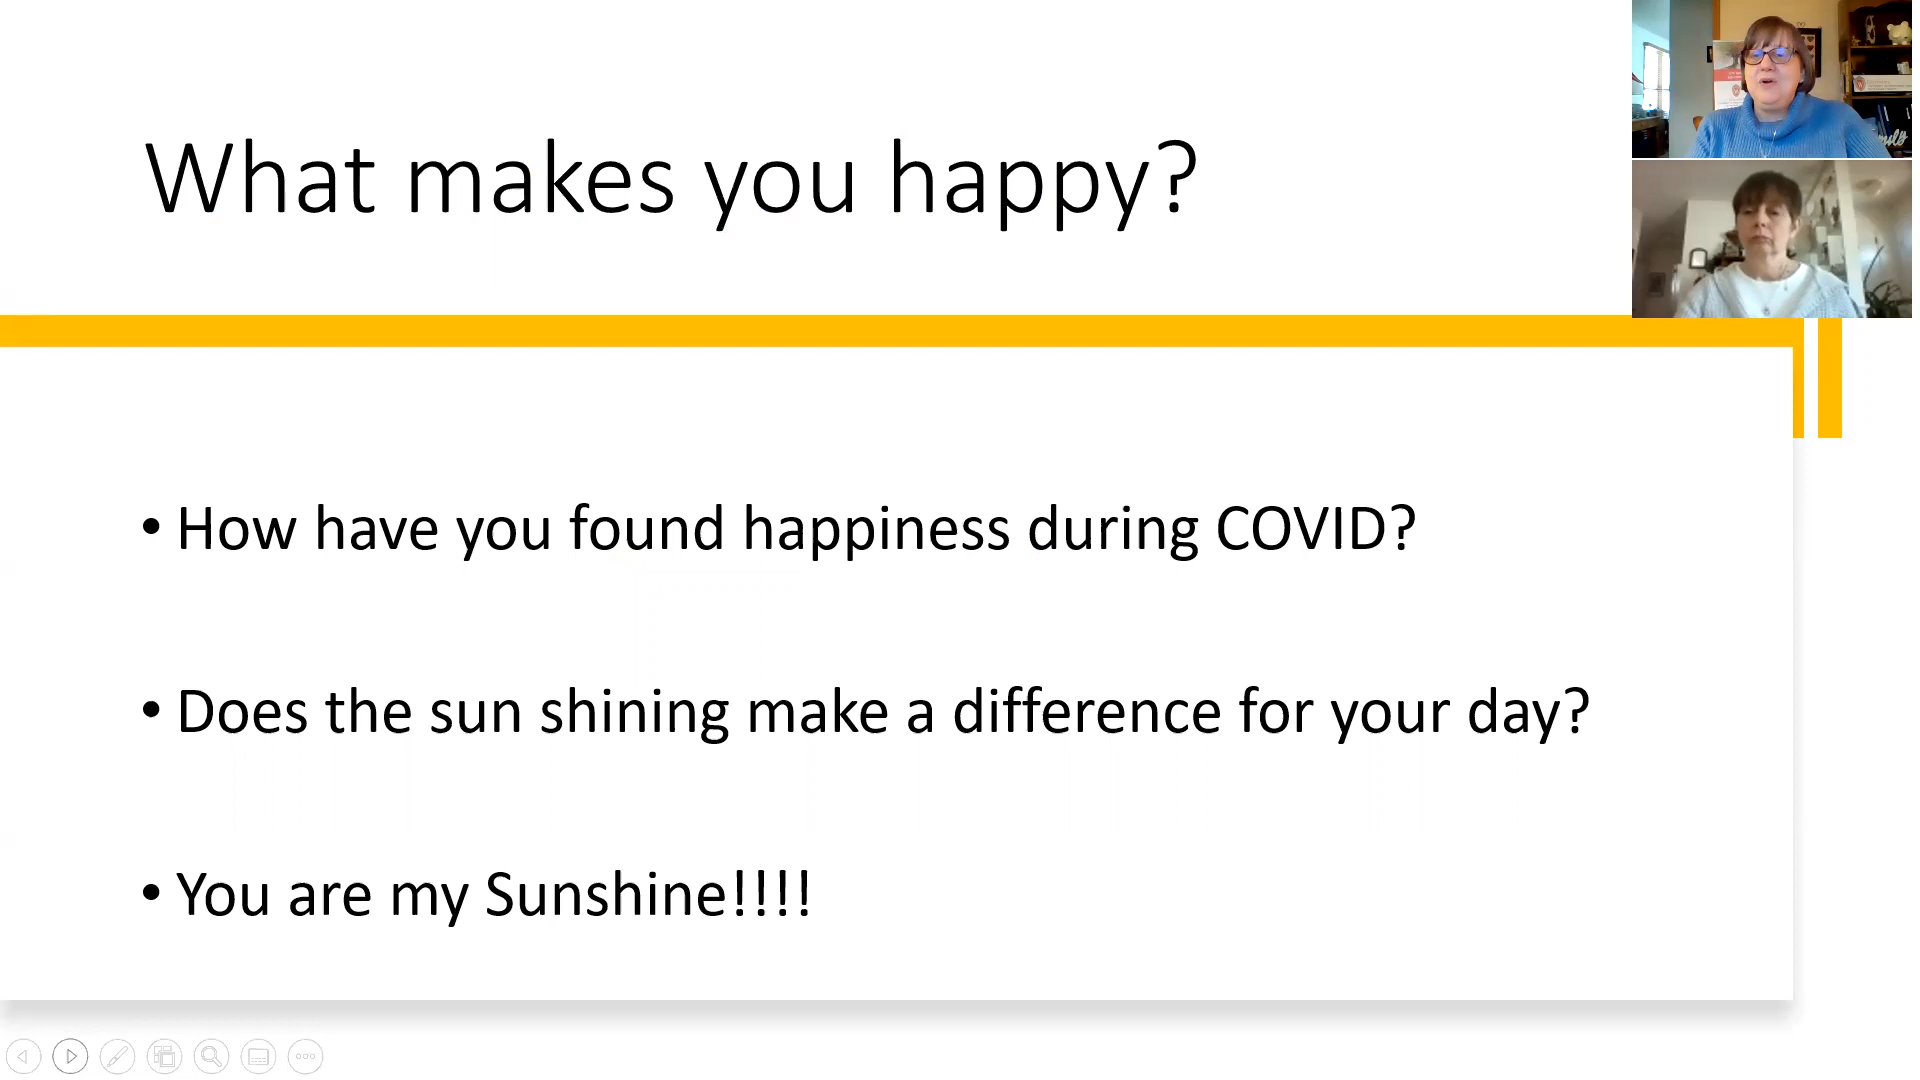 What makes you happy?
• How have you found happiness during COVID?
• Does the sun shining make a difference for your day?
• You are my Sunshine!!!!